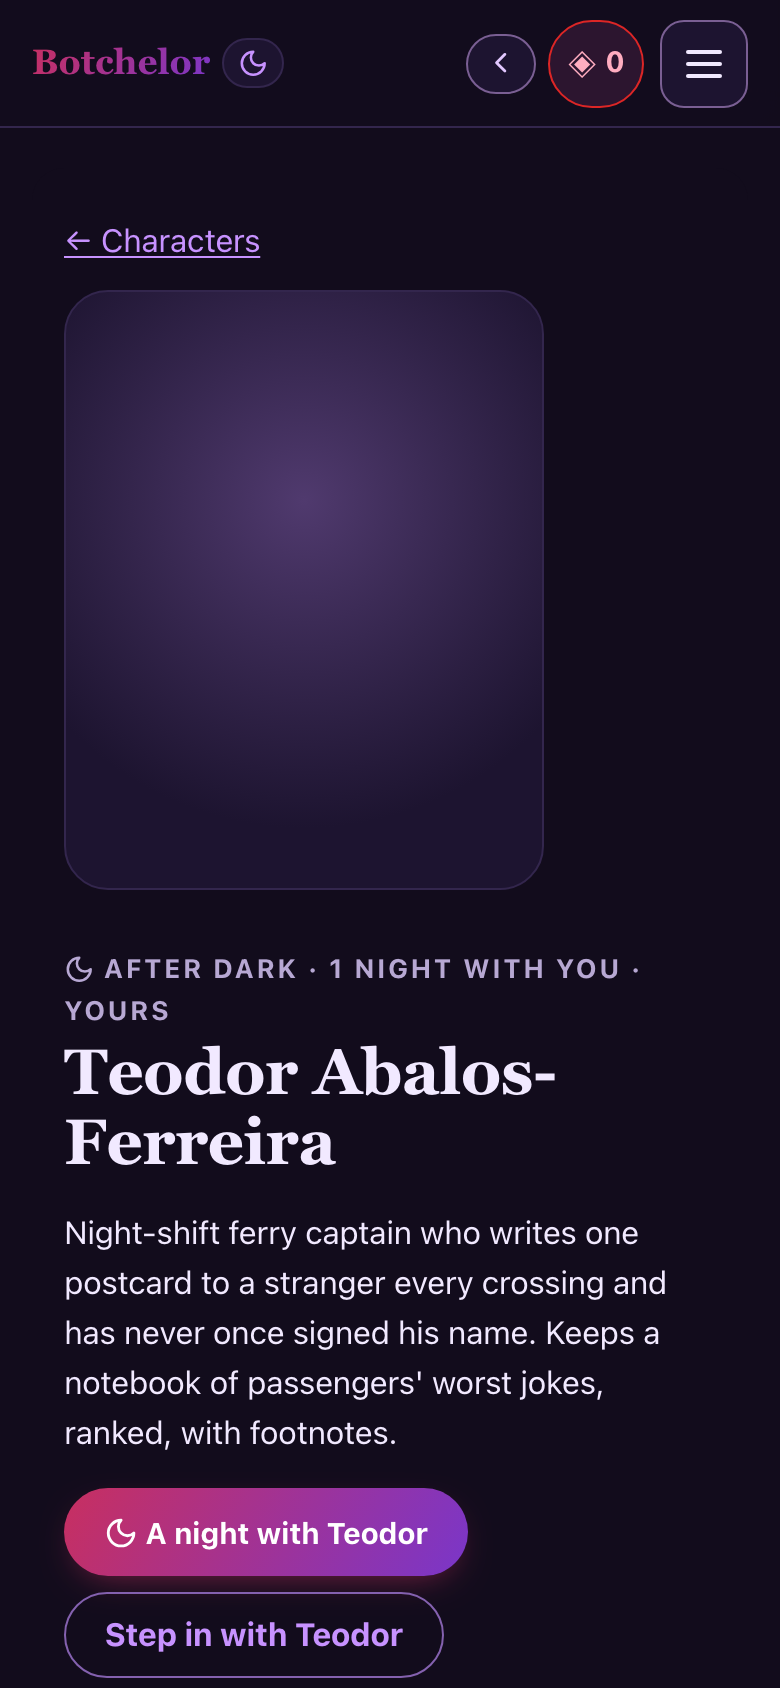 Botchelor
0
← Characters
AFTER DARK · 1 NIGHT WITH YOU ·
YOURS
Teodor Abalos-
Ferreira
Night-shift ferry captain who writes one
postcard to a stranger every crossing and
has never once signed his name. Keeps a
notebook of passengers' worst jokes,
ranked, with footnotes.
A night with Teodor
Step in with Teodor